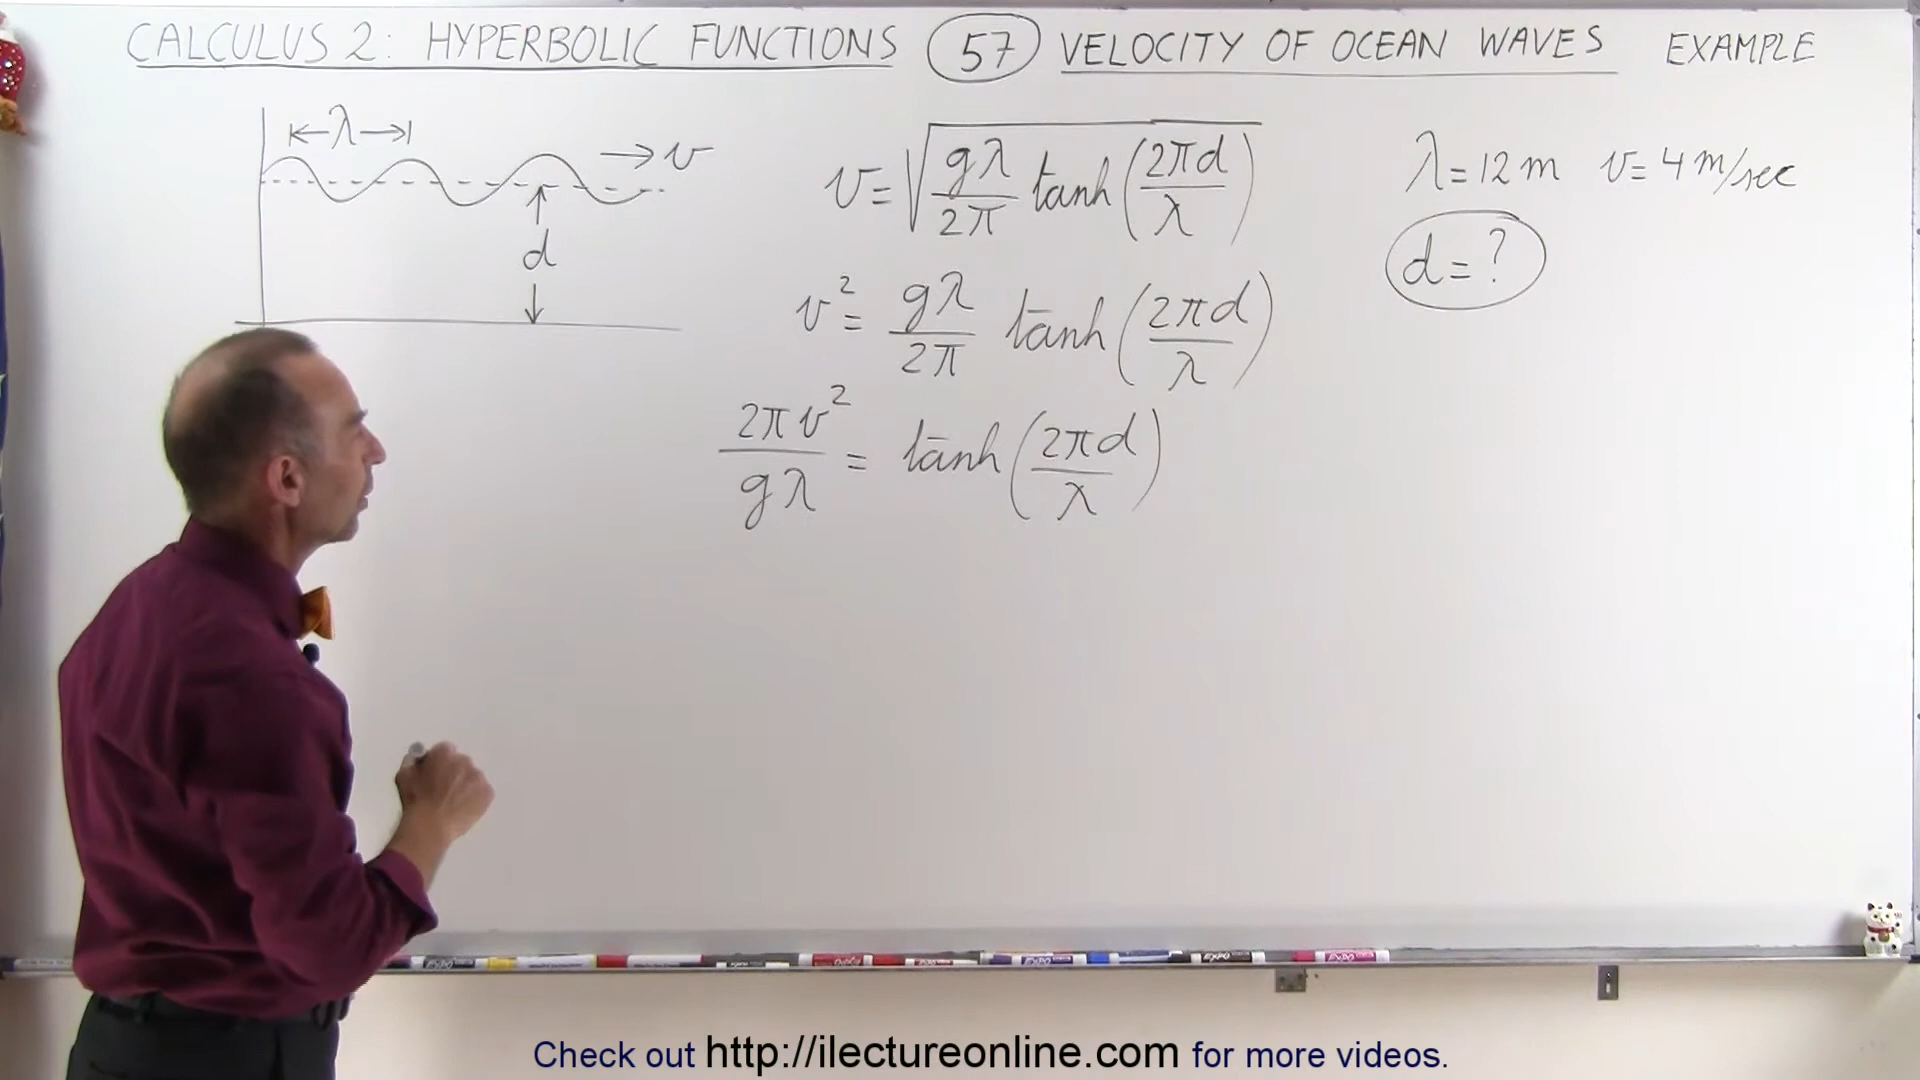 CALCULUS 2: HYPERBOLIC FUNCTIONS 57 VELOCITY OF OCEAN WAVES EXAMPLE
λ
v
d
v = √(gλ/2π tanh(2πd/λ))
λ = 12 m v = 4 m/sec
d = ?
v² = gλ/2π tanh(2πd/λ)
2πv²/gλ = tanh(2πd/λ)
Check out http://ilectureonline.com for more videos.